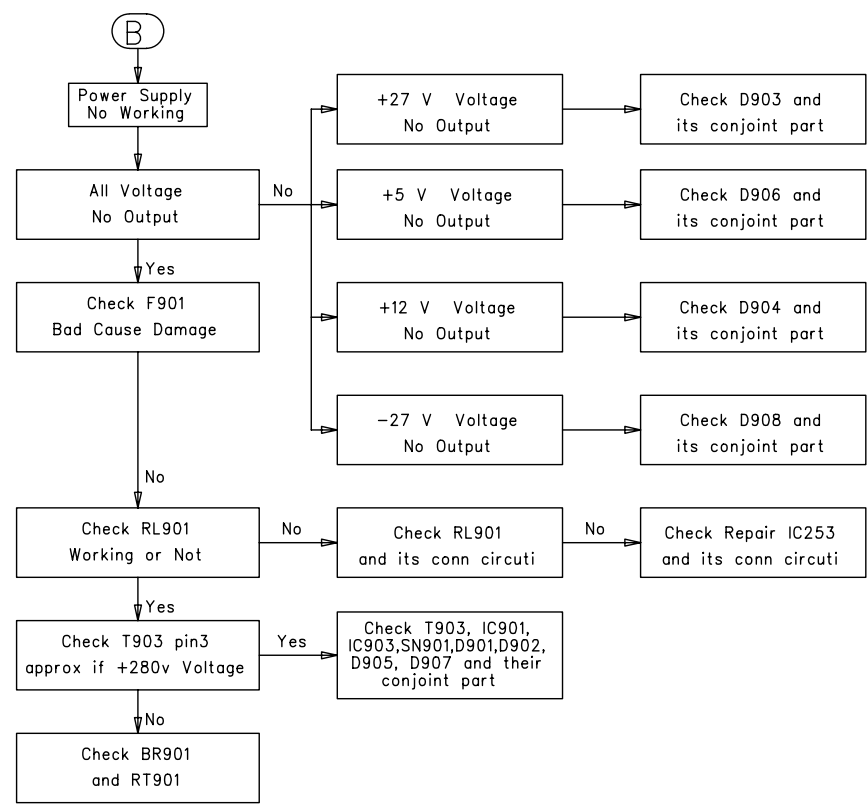 B
Power Supply
No Working
All Voltage
No Output
No
+27 V Voltage
No Output
Check D903 and
its conjoint part
+5 V Voltage
No Output
Check D906 and
its conjoint part
Yes
Check F901
Bad Cause Damage
+12 V Voltage
No Output
Check D904 and
its conjoint part
-27 V Voltage
No Output
Check D908 and
its conjoint part
No
Check RL901
Working or Not
No
Check RL901
and its conn circuti
No
Check Repair IC253
and its conn circuti
Yes
Check T903 pin3
approx if +280v Voltage
Yes
Check T903, IC901,
IC903,SN901,D901,D902,
D905, D907 and their
conjoint part
No
Check BR901
and RT901